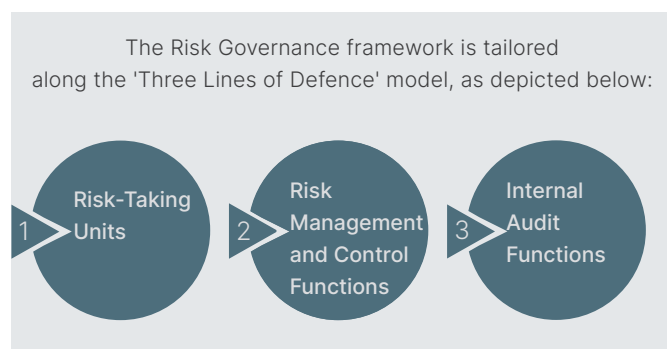 The Risk Governance framework is tailored
along the 'Three Lines of Defence' model, as depicted below:
1
Risk-Taking
Units
2
Risk
Management
and Control
Functions
3
Internal
Audit
Functions